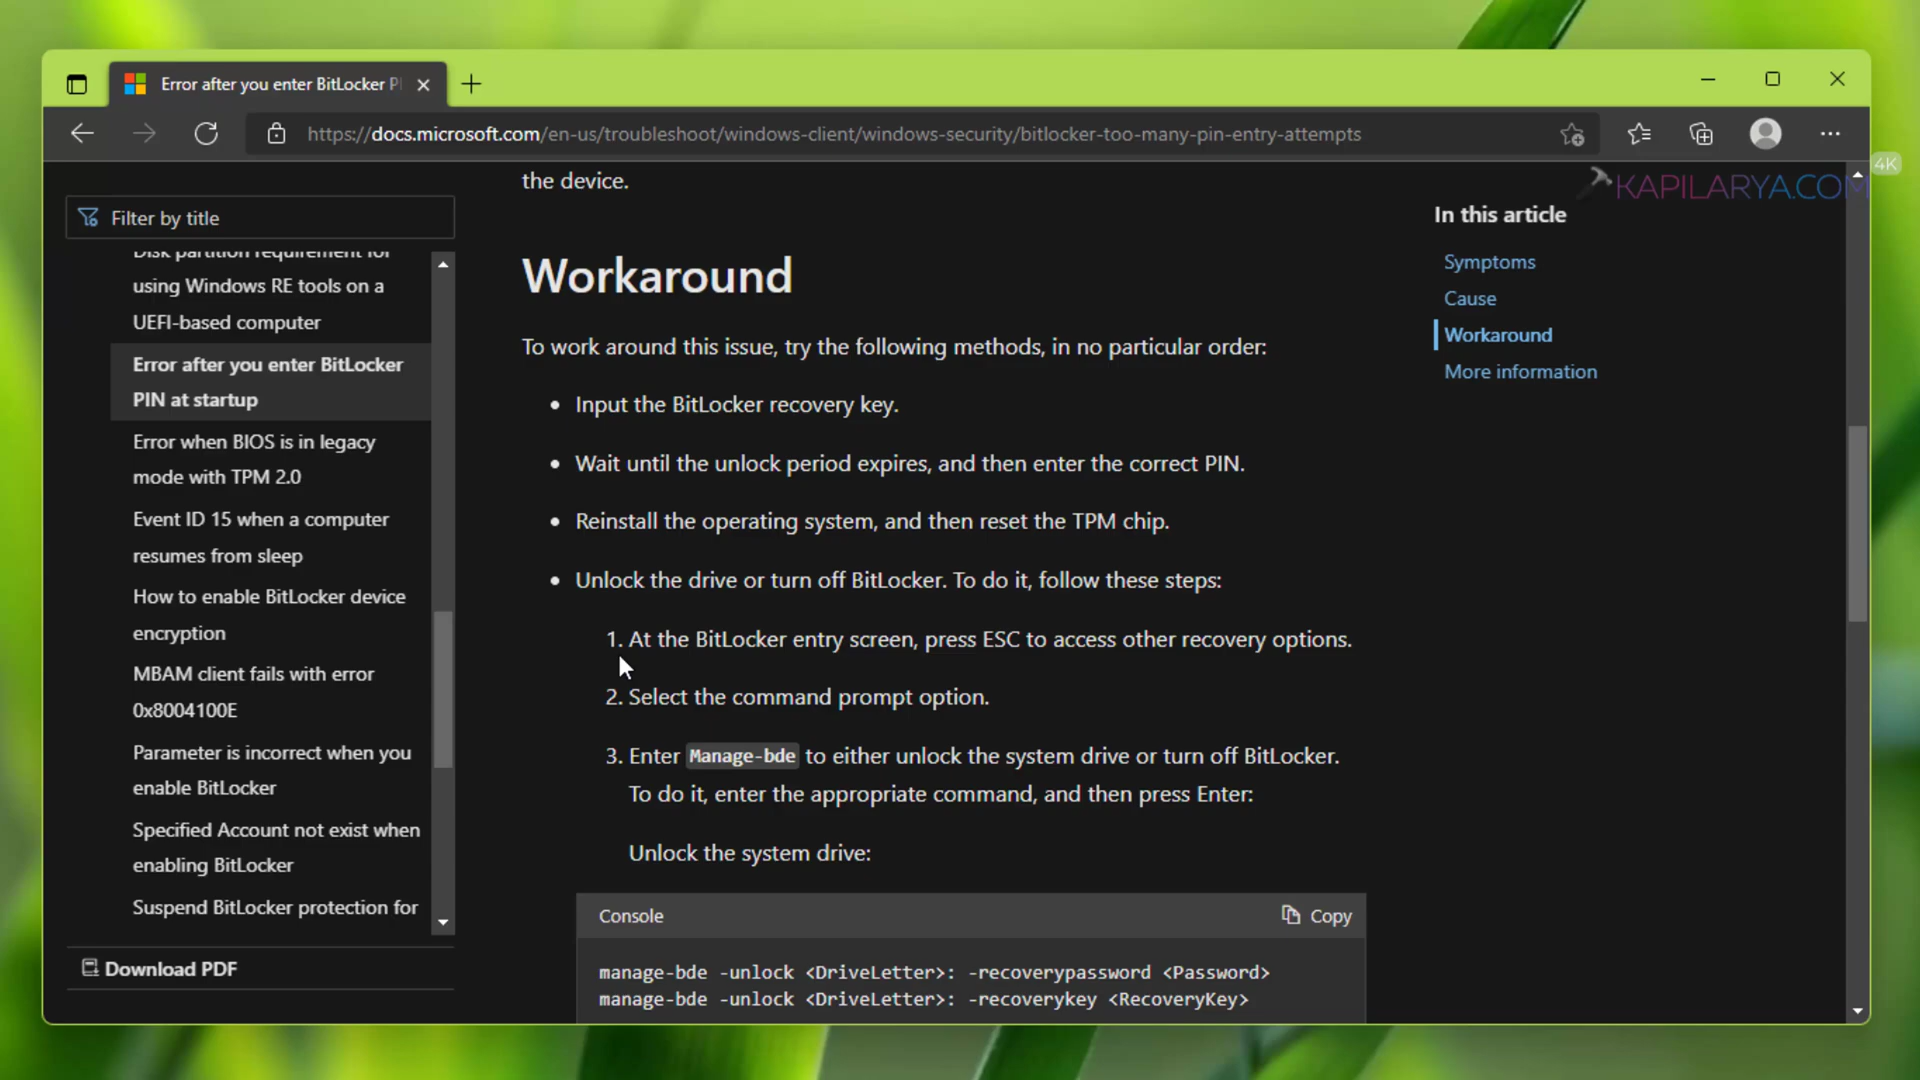 Error after you enter BitLocker P
https://docs.microsoft.com/en-us/troubleshoot/windows-client/windows-security/bitlocker-too-many-pin-entry-attempts
4K
KAPILARYA.COM
Filter by title
Disk partition requirement for
using Windows RE tools on a
UEFI-based computer
Error after you enter BitLocker
PIN at startup
Error when BIOS is in legacy
mode with TPM 2.0
Event ID 15 when a computer
resumes from sleep
How to enable BitLocker device
encryption
MBAM client fails with error
0x8004100E
Parameter is incorrect when you
enable BitLocker
Specified Account not exist when
enabling BitLocker
Suspend BitLocker protection for
Download PDF
the device.
Workaround
To work around this issue, try the following methods, in no particular order:
• Input the BitLocker recovery key.
• Wait until the unlock period expires, and then enter the correct PIN.
• Reinstall the operating system, and then reset the TPM chip.
• Unlock the drive or turn off BitLocker. To do it, follow these steps:
1. At the BitLocker entry screen, press ESC to access other recovery options.
2. Select the command prompt option.
3. Enter Manage-bde to either unlock the system drive or turn off BitLocker.
To do it, enter the appropriate command, and then press Enter:
Unlock the system drive:
Console Copy
manage-bde -unlock <DriveLetter>: -recoverypassword <Password>
manage-bde -unlock <DriveLetter>: -recoverykey <RecoveryKey>
In this article
Symptoms
Cause
Workaround
More information